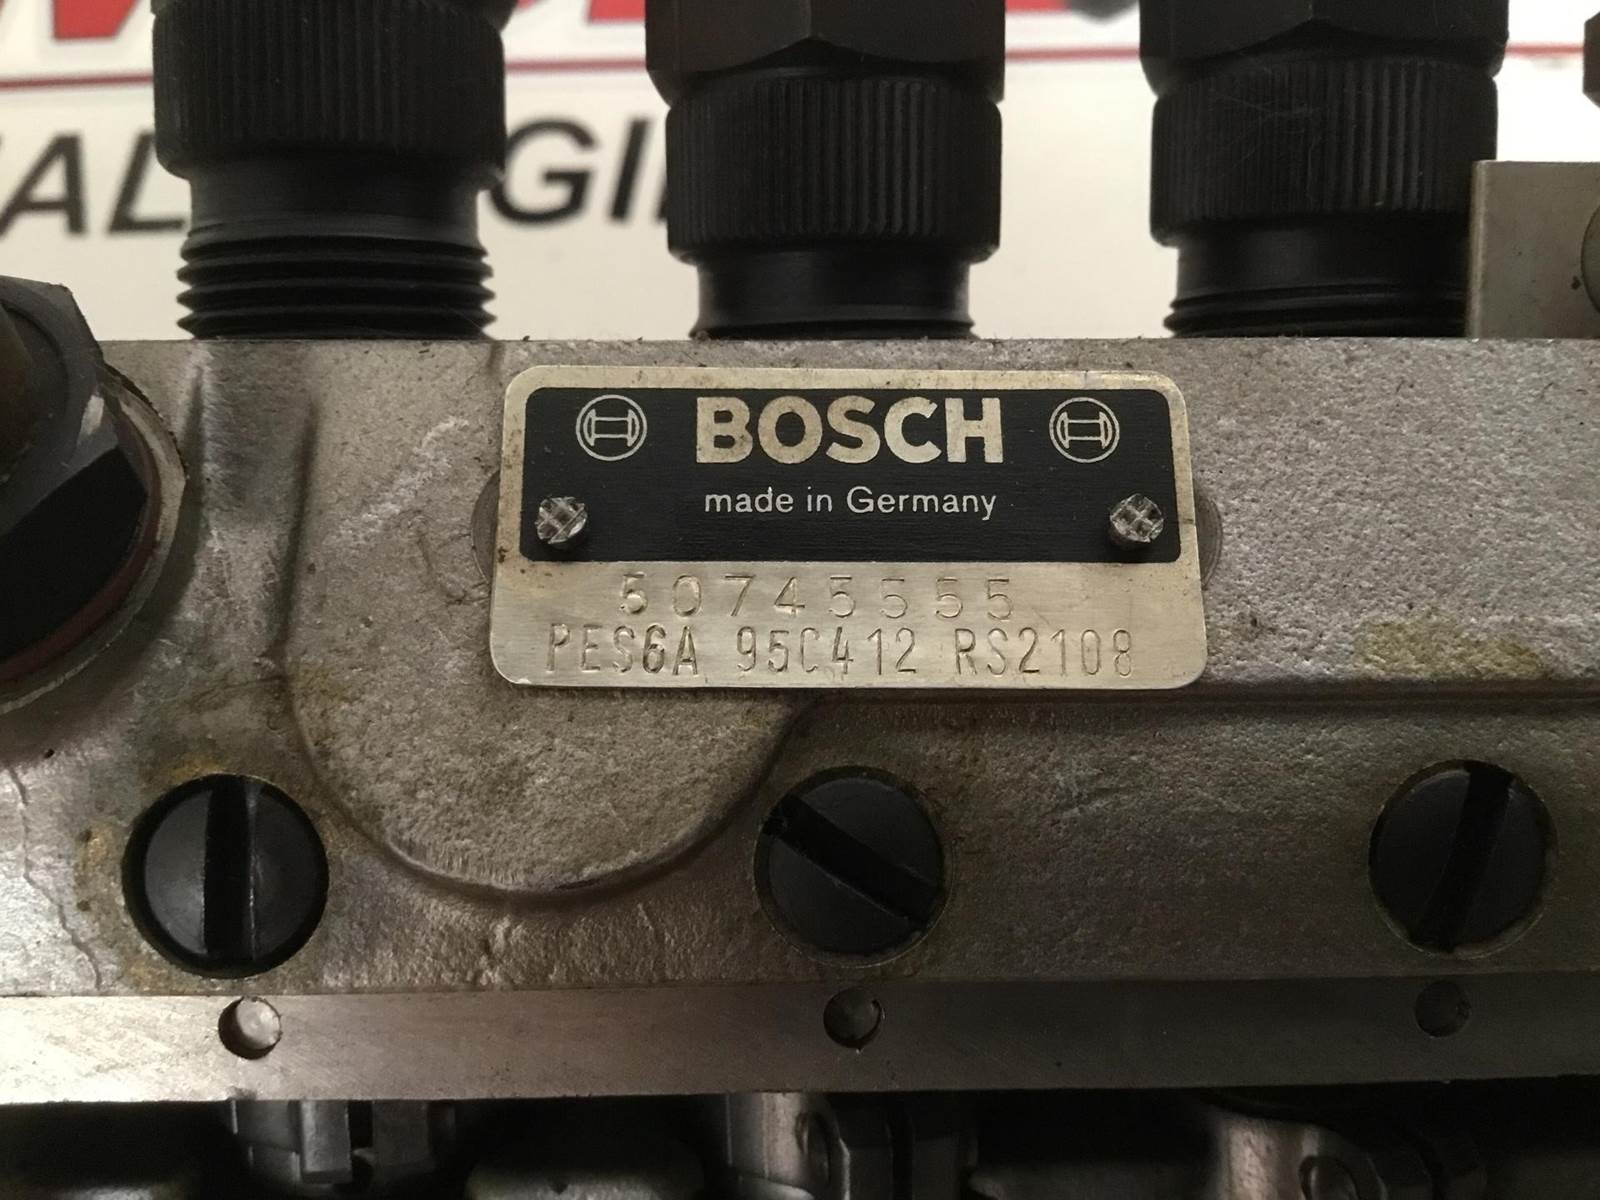 BOSCH
made in Germany
50745555
PES6A 95C412 RS2108